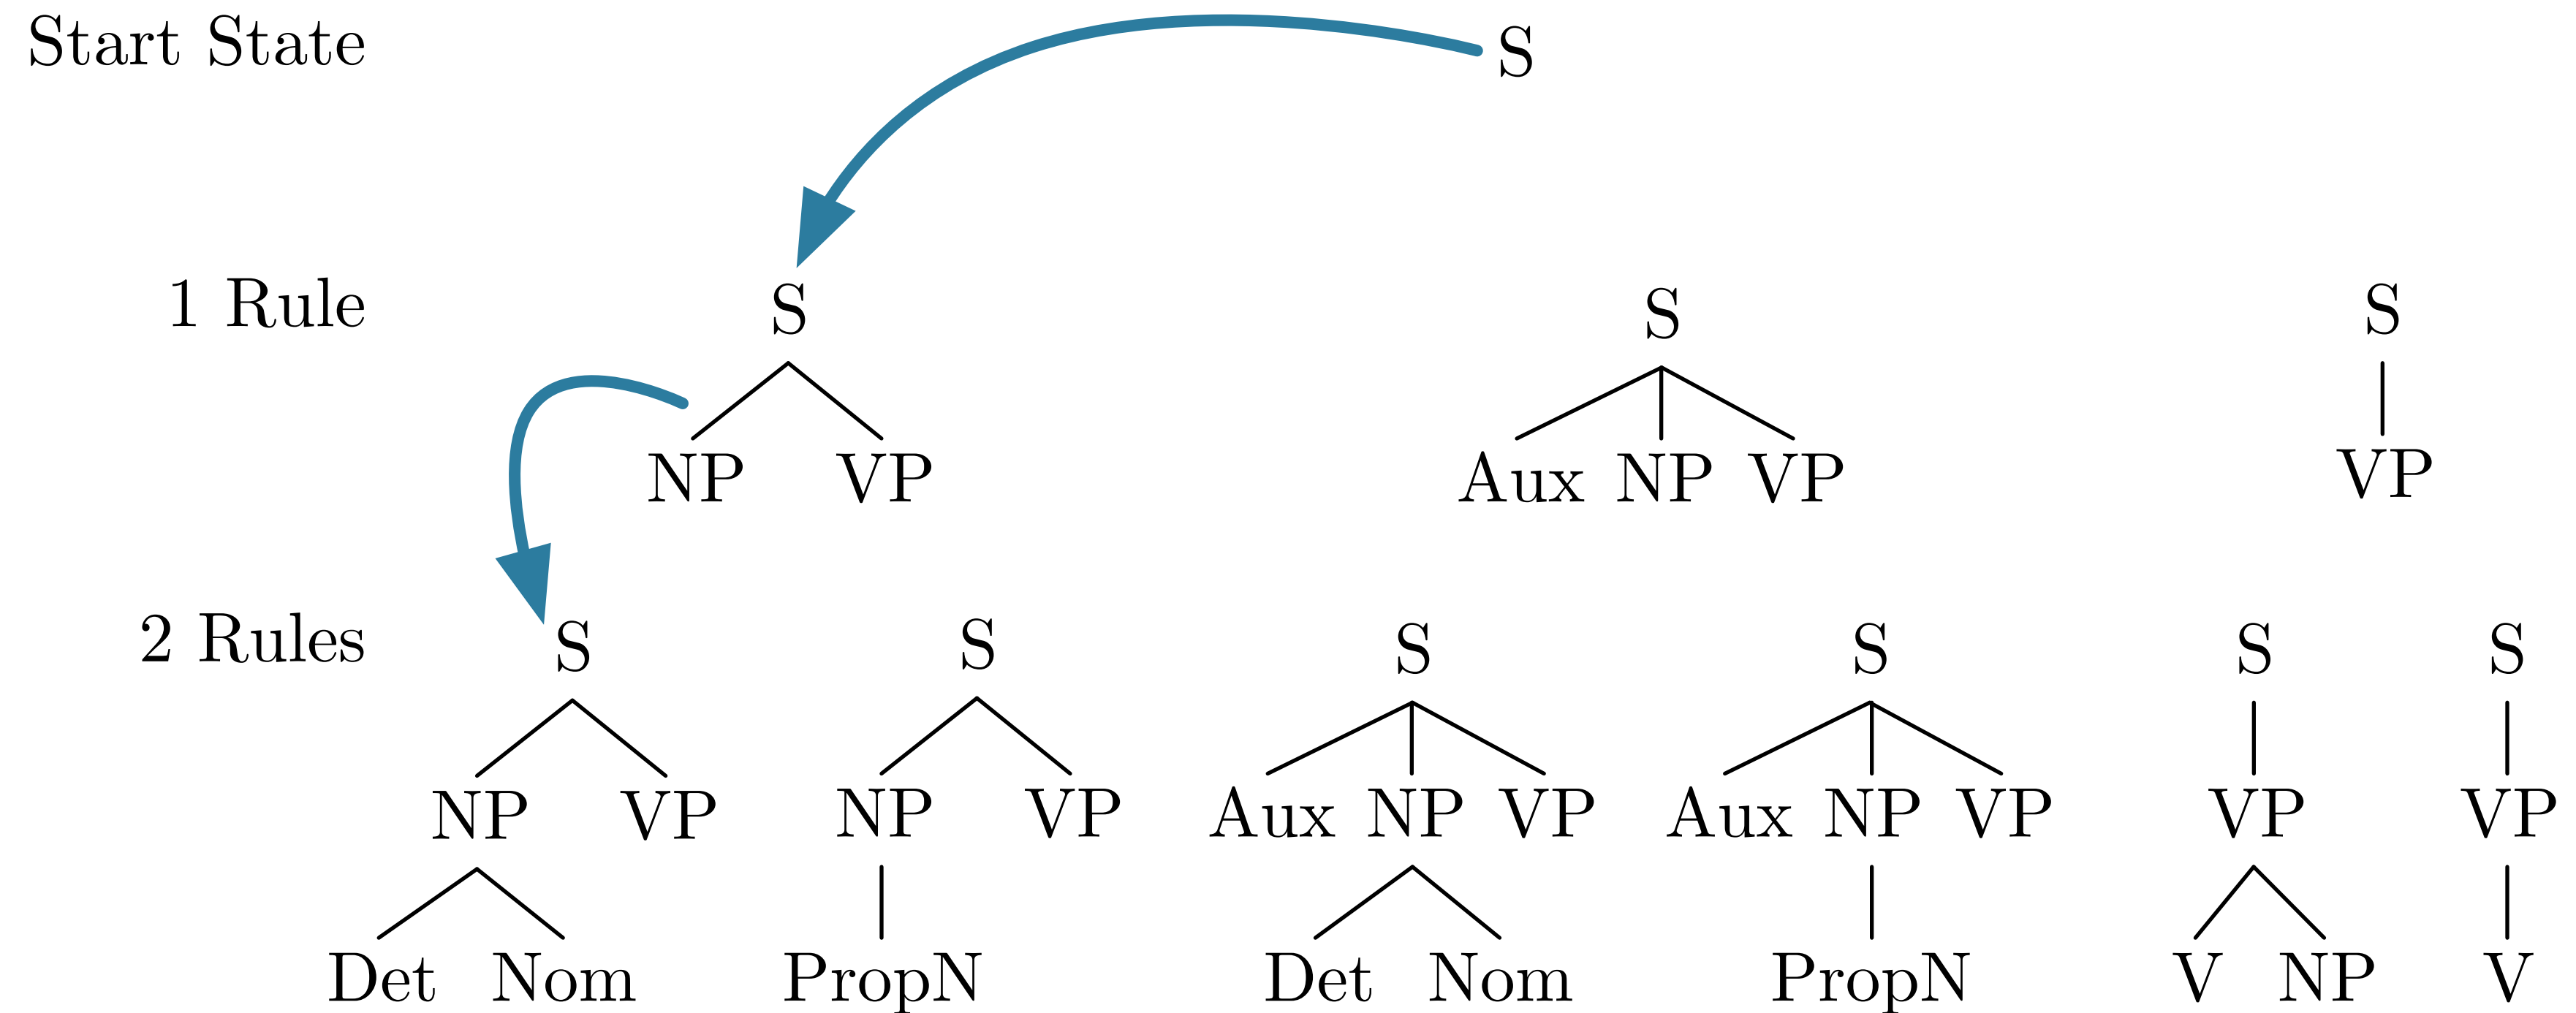 Start State S
1 Rule S S S
NP VP Aux NP VP VP
2 Rules S S S S S S
NP VP NP VP Aux NP VP Aux NP VP VP VP
Det Nom PropN Det Nom PropN V NP V